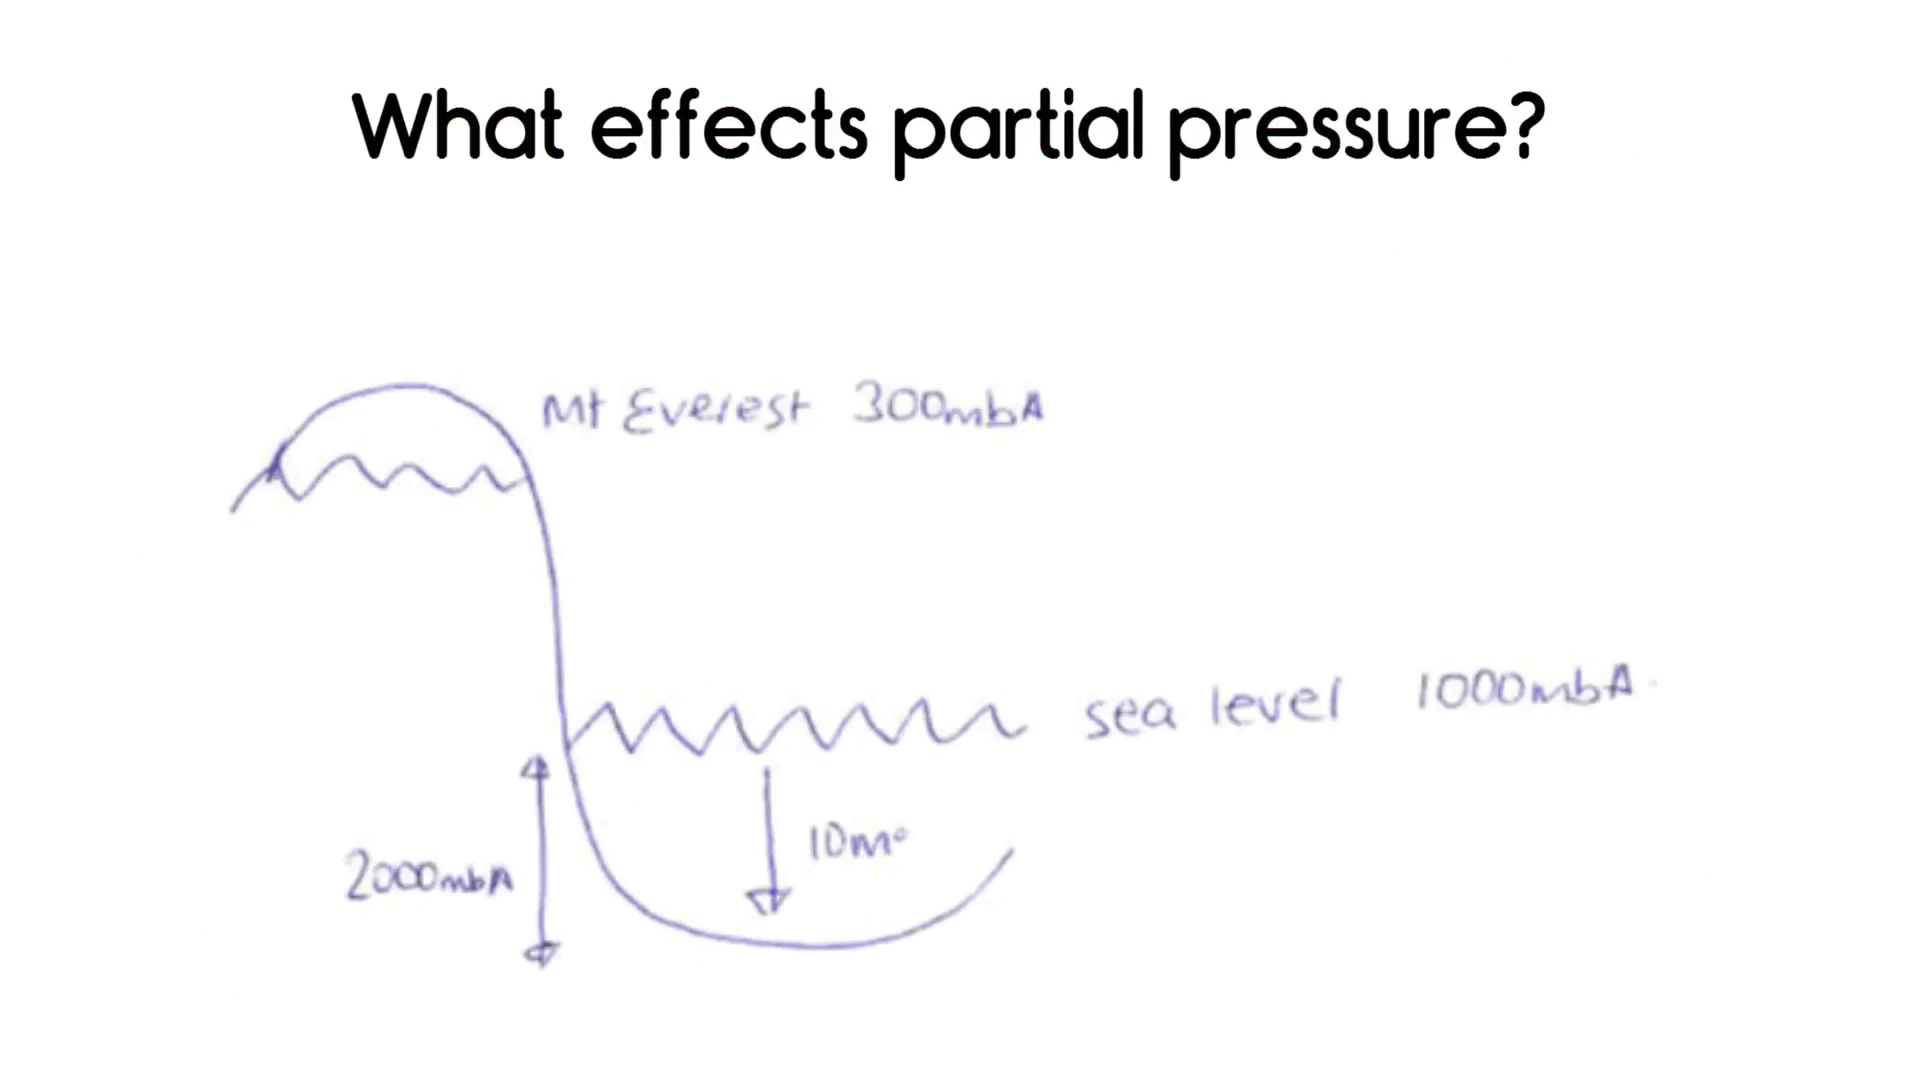 What effects partial pressure?
Mt Everest 300mbA
sea level 1000mbA
10m
2000mbA